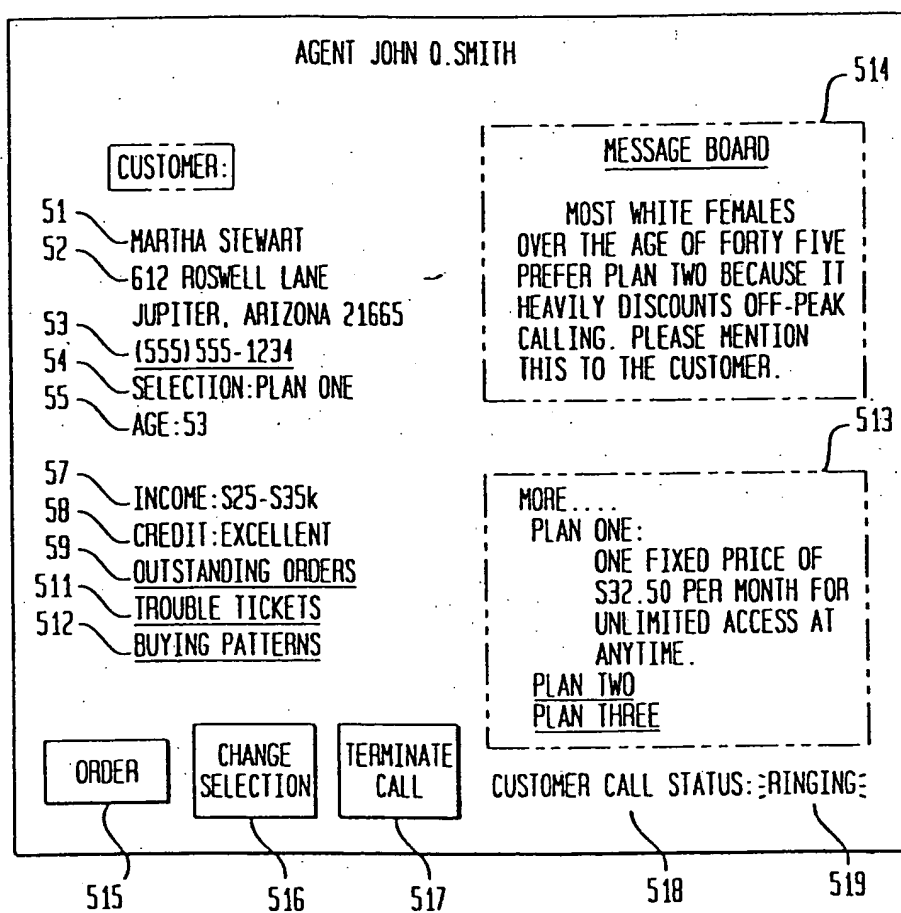 AGENT JOHN Q.SMITH
514
CUSTOMER:
51
MARTHA STEWART
52
612 ROSWELL LANE
JUPITER, ARIZONA 21665
53
(555)555-1234
54
SELECTION:PLAN ONE
55
AGE:53
57
INCOME:S25-S35k
58
CREDIT:EXCELLENT
59
OUTSTANDING ORDERS
511
TROUBLE TICKETS
512
BUYING PATTERNS
MESSAGE BOARD
MOST WHITE FEMALES
OVER THE AGE OF FORTY FIVE
PREFER PLAN TWO BECAUSE IT
HEAVILY DISCOUNTS OFF-PEAK
CALLING. PLEASE MENTION
THIS TO THE CUSTOMER.
513
MORE....
PLAN ONE:
ONE FIXED PRICE OF
S32.50 PER MONTH FOR
UNLIMITED ACCESS AT
ANYTIME.
PLAN TWO
PLAN THREE
ORDER
CHANGE
SELECTION
TERMINATE
CALL
CUSTOMER CALL STATUS: RINGING
515
516
517
518
519